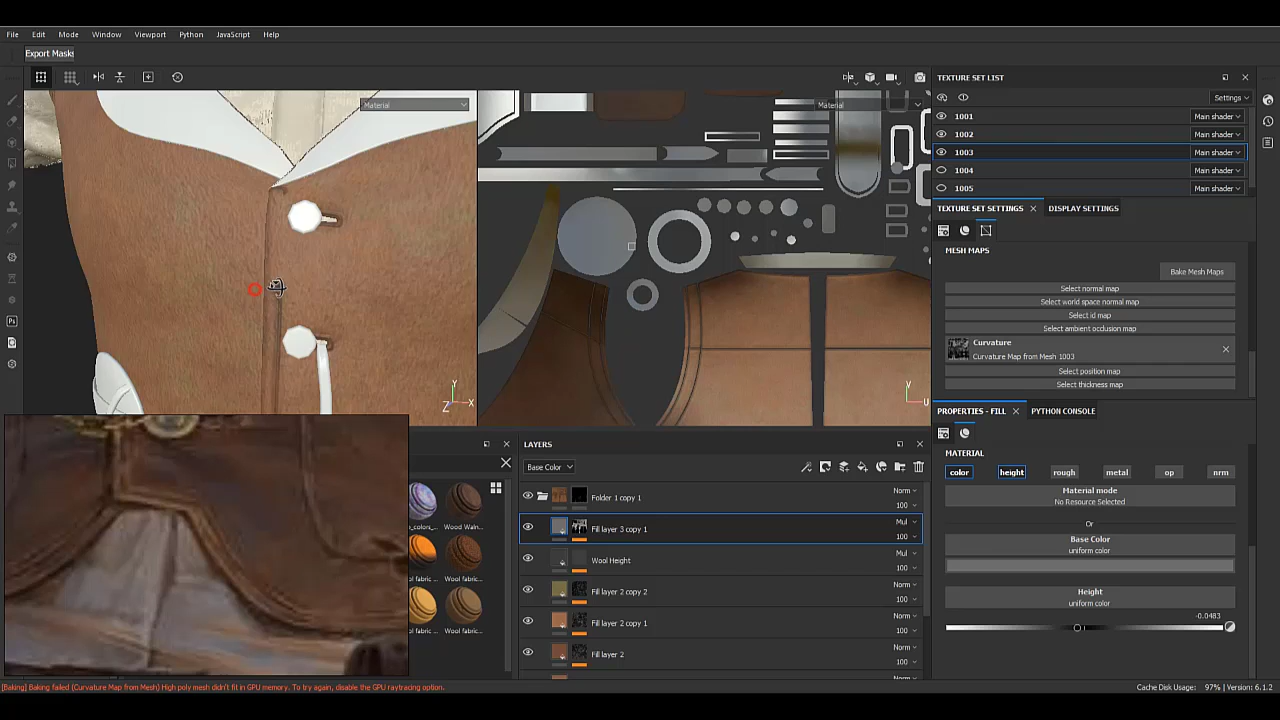 File Edit Mode Window Viewport Python JavaScript Help
Export Masks
Material
Material
TEXTURE SET LIST
Settings
1001 Main shader
1002 Main shader
1003 Main shader
1004 Main shader
1005 Main shader
TEXTURE SET SETTINGS DISPLAY SETTINGS
MESH MAPS
Bake Mesh Maps
Select normal map
Select world space normal map
Select id map
Select ambient occlusion map
Curvature
Curvature Map from Mesh 1003
Select position map
Select thickness map
PROPERTIES - FILL PYTHON CONSOLE
MATERIAL
color height rough metal op nrm
Material mode
No Resource Selected
Or
Base Color
uniform color
Height
uniform color
-0.0483
Y
Z X
V
U
LAYERS
Base Color
Folder 1 copy 1 Norm
100
Fill layer 3 copy 1 Mul
100
Wool Height Mul
100
Fill layer 2 copy 2 Norm
100
Fill layer 2 copy 1 Norm
100
Fill layer 2 Norm
100
e_colors_... Wood Waln...
Wool fabric ... Wool fabric...
Wool fabric ... Wool fabric...
Ps
[Baking] Baking failed (Curvature Map from Mesh) High poly mesh didn't fit in GPU memory. To try again, disable the GPU raytracing option.
Cache Disk Usage: 97% | Version: 6.1.2